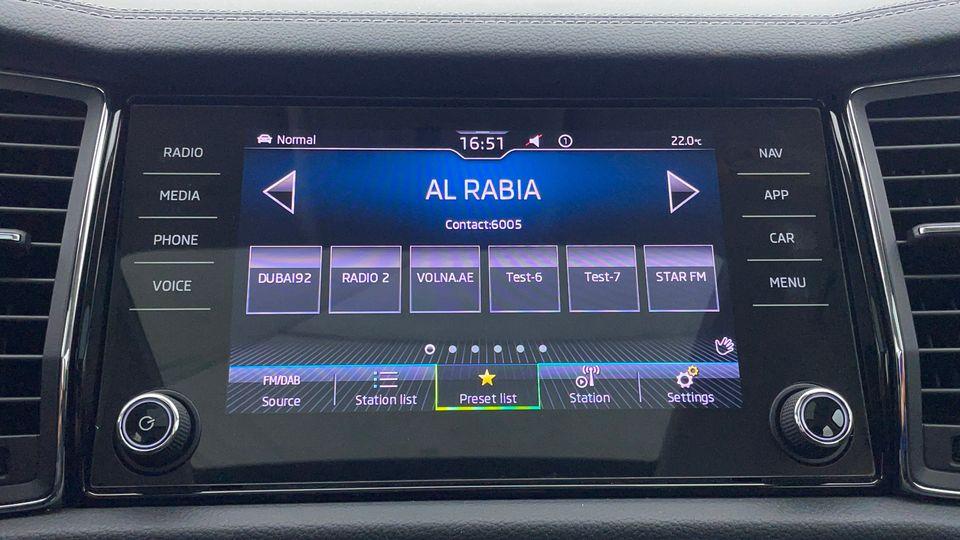 Normal 16:51 1 22.0°C
RADIO
MEDIA
PHONE
VOICE
AL RABIA
Contact:6005
DUBAI92 RADIO 2 VOLNA.AE Test-6 Test-7 STAR FM
FM/DAB
Source Station list Preset list Station Settings
NAV
APP
CAR
MENU